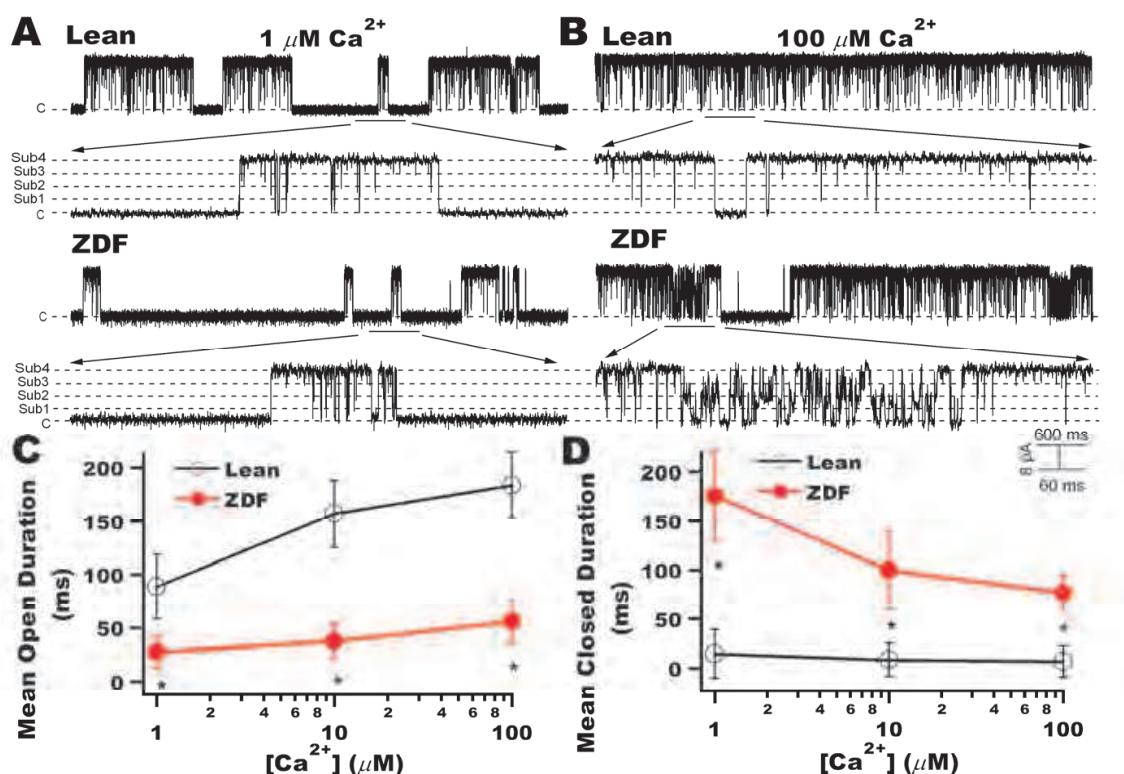 A Lean 1 μM Ca2+
C
Sub4
Sub3
Sub2
Sub1
C
ZDF
C
Sub4
Sub3
Sub2
Sub1
C
B Lean 100 μM Ca2+
ZDF
C
Mean Open Duration
(ms)
200
150
100
50
0
Lean
ZDF
*
*
*
1 2 4 6 8 10 2 4 6 8 100
[Ca2+] (μM)
D
600 ms
8 pA
60 ms
Mean Closed Duration
(ms)
200
150
100
50
0
Lean
ZDF
*
*
*
1 2 4 6 8 10 2 4 6 8 100
[Ca2+] (μM)